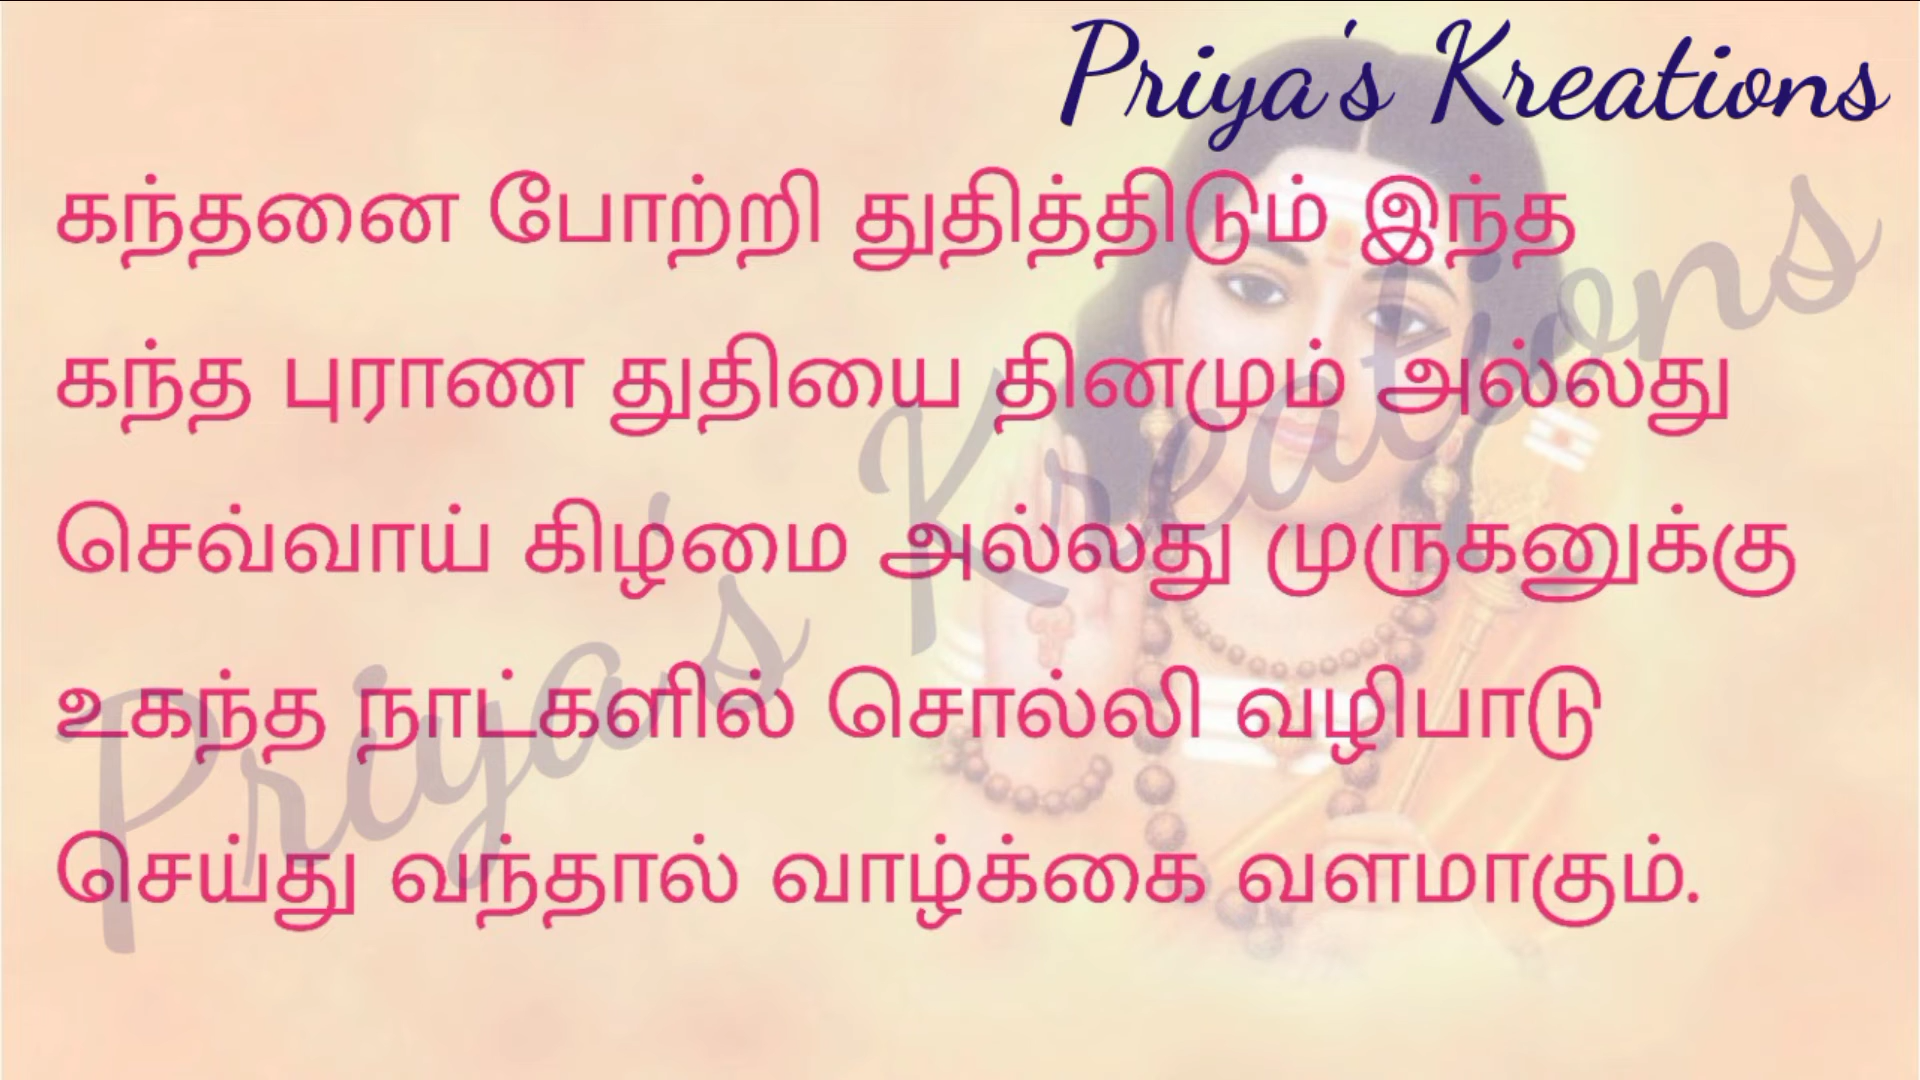 Priya's Kreations
கந்தனை போற்றி துதித்திடும் இந்த
கந்த புராண துதியை தினமும் அல்லது
செவ்வாய் கிழமை அல்லது முருகனுக்கு
உகந்த நாட்களில் சொல்லி வழிபாடு
செய்து வந்தால் வாழ்க்கை வளமாகும்.
Priya's Kreations